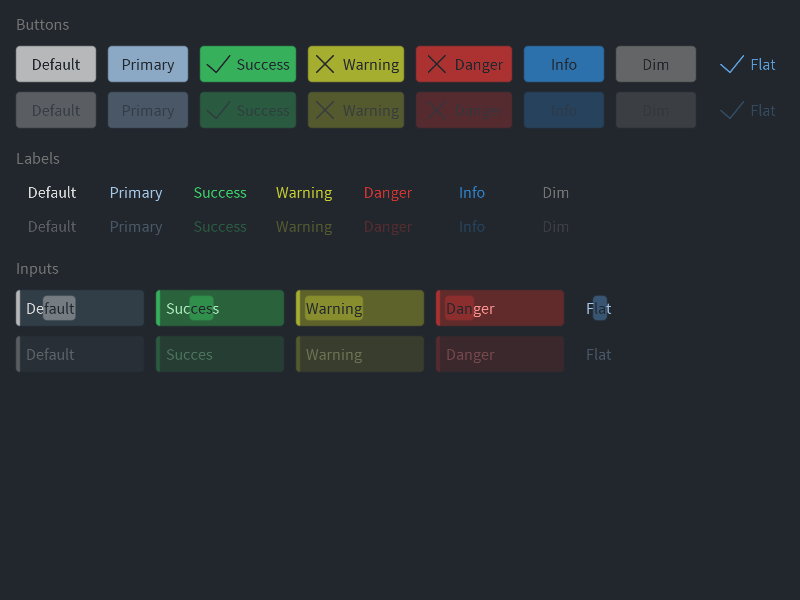 Buttons
Default Primary Success Warning Danger Info Dim Flat
Default Primary Success Warning Danger Info Dim Flat
Labels
Default Primary Success Warning Danger Info Dim
Default Primary Success Warning Danger Info Dim
Inputs
Default Success Warning Danger Flat
Default Succes Warning Danger Flat